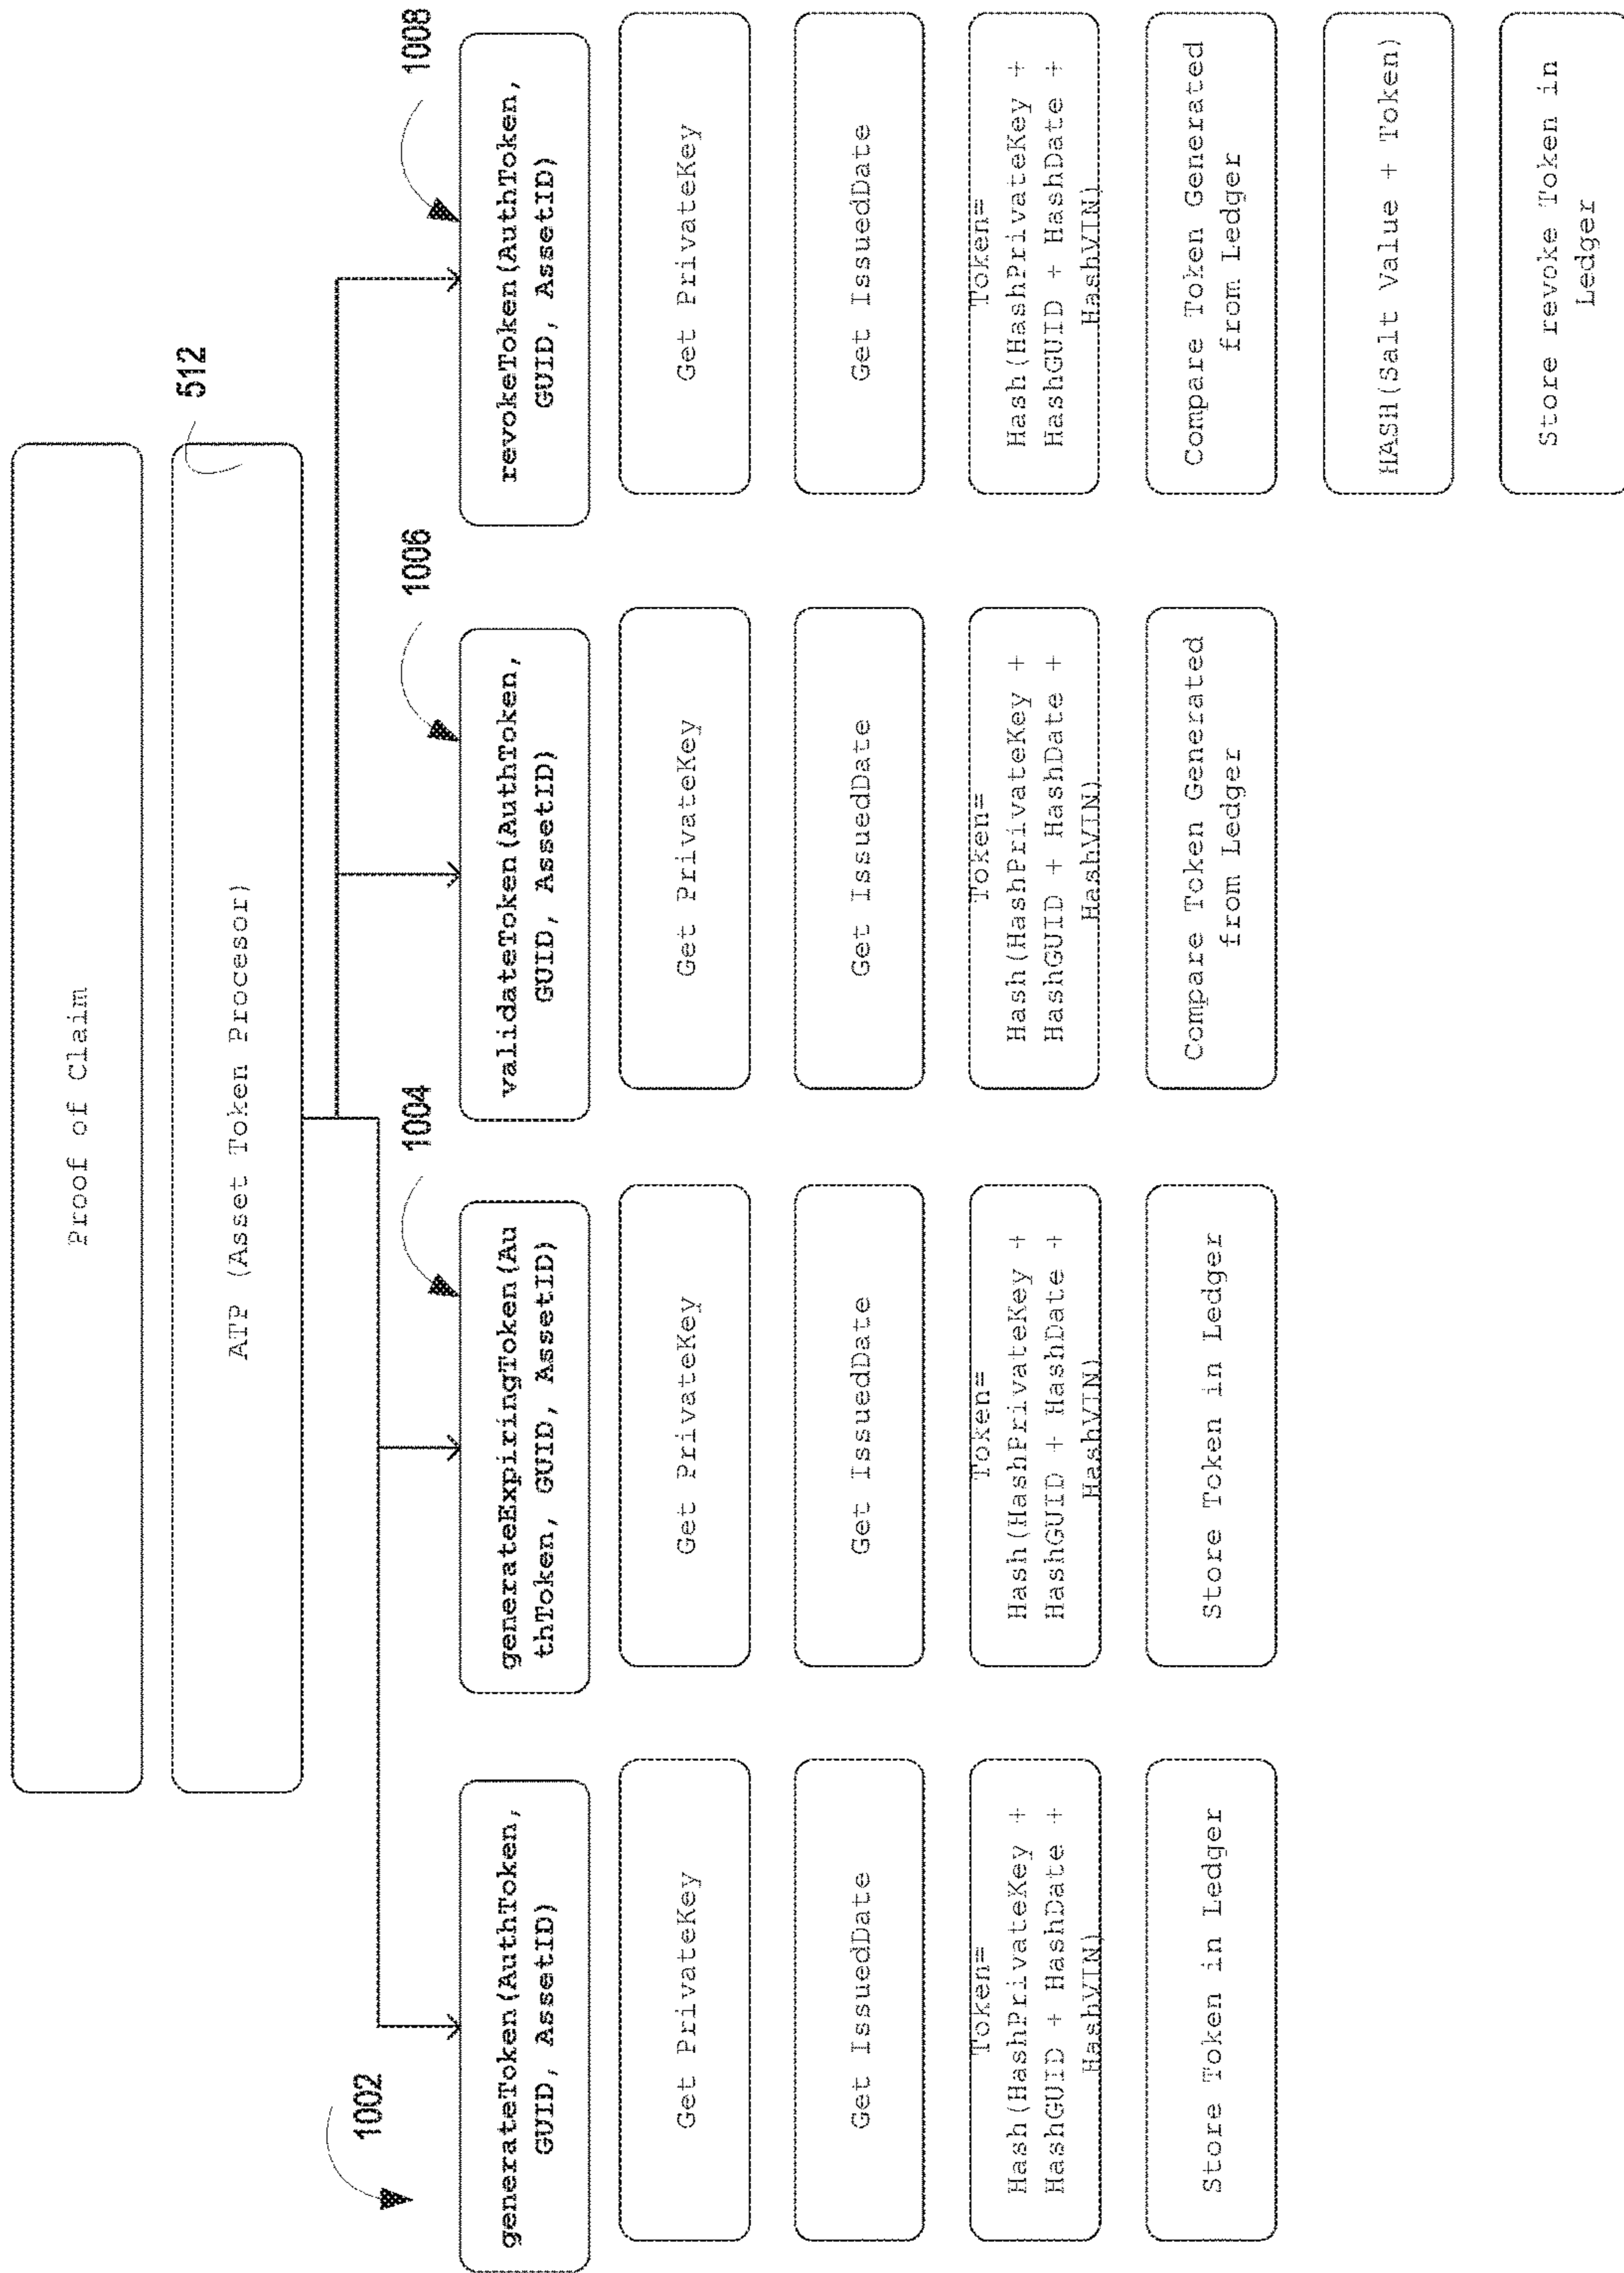 Proof of Claim
ATP (Asset Token Procesor)
512
1002
generateToken(AuthToken,
GUID, AssetID)
Get PrivateKey
Get IssuedDate
Token=
Hash(HashPrivateKey +
HashGUID + HashDate +
HashVIN)
Store Token in Ledger
1004
generateExpiringToken(Au
thToken, GUID, AssetID)
Get PrivateKey
Get IssuedDate
Token=
Hash(HashPrivateKey +
HashGUID + HashDate +
HashVIN)
Store Token in Ledger
1006
validateToken(AuthToken,
GUID, AssetID)
Get PrivateKey
Get IssuedDate
Token=
Hash(HashPrivateKey +
HashGUID + HashDate +
HashVIN)
Compare Token Generated
from Ledger
1008
revokeToken(AuthToken,
GUID, AssetID)
Get PrivateKey
Get IssuedDate
Token=
Hash(HashPrivateKey +
HashGUID + HashDate +
HashVIN)
Compare Token Generated
from Ledger
HASH(Salt Value + Token)
Store revoke Token in
Ledger